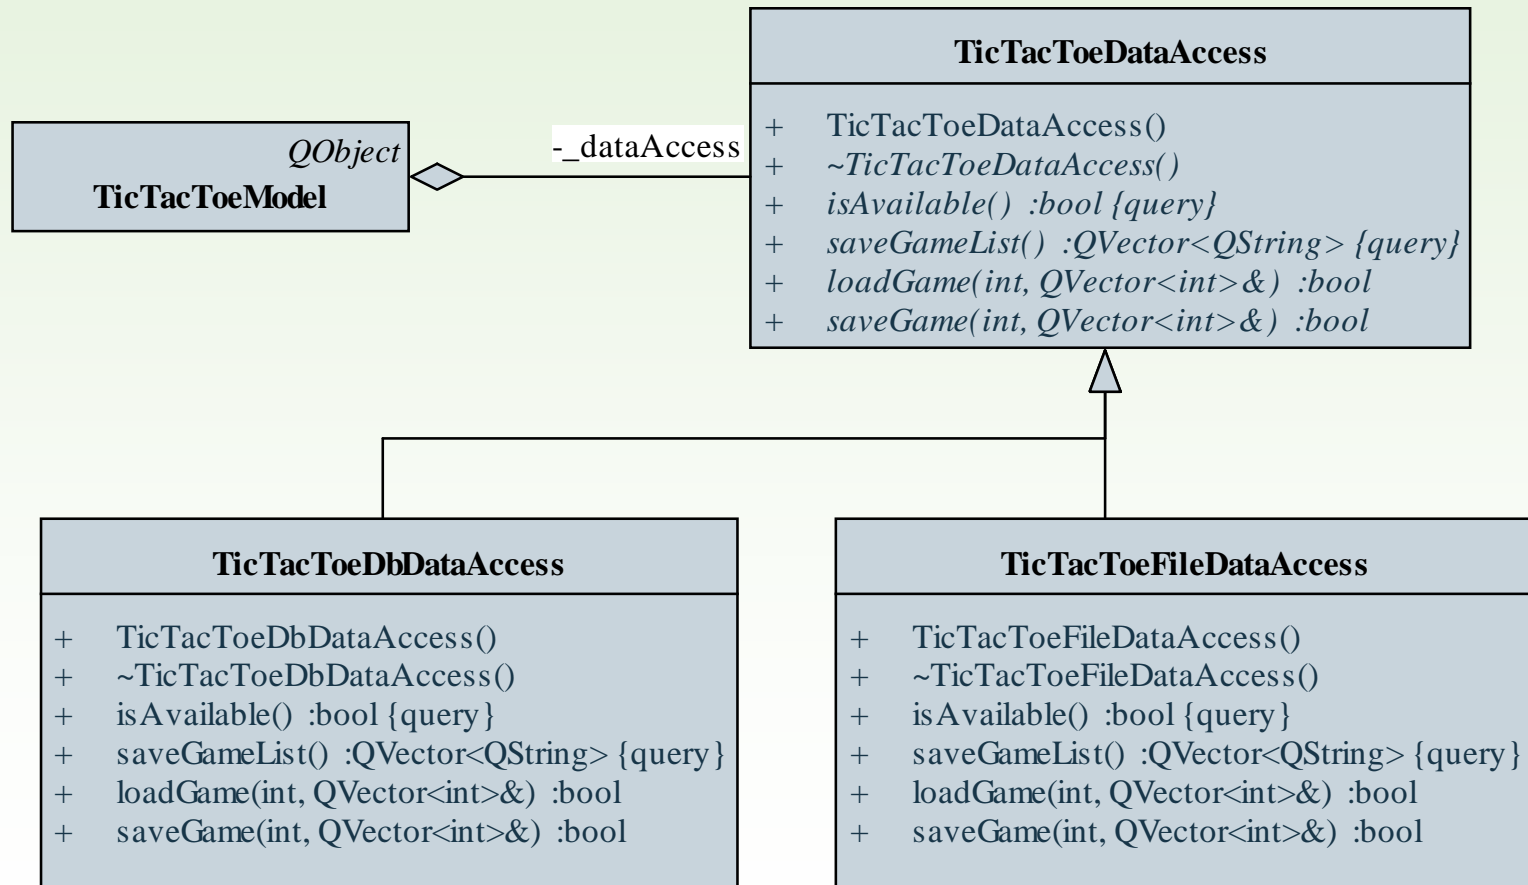 TicTacToeDataAccess
+ TicTacToeDataAccess()
+ ~TicTacToeDataAccess()
+ isAvailable() :bool {query}
+ saveGameList() :QVector<QString> {query}
+ loadGame(int, QVector<int>&) :bool
+ saveGame(int, QVector<int>&) :bool
QObject
TicTacToeModel
-_dataAccess
TicTacToeDbDataAccess
+ TicTacToeDbDataAccess()
+ ~TicTacToeDbDataAccess()
+ isAvailable() :bool {query}
+ saveGameList() :QVector<QString> {query}
+ loadGame(int, QVector<int>&) :bool
+ saveGame(int, QVector<int>&) :bool
TicTacToeFileDataAccess
+ TicTacToeFileDataAccess()
+ ~TicTacToeFileDataAccess()
+ isAvailable() :bool {query}
+ saveGameList() :QVector<QString> {query}
+ loadGame(int, QVector<int>&) :bool
+ saveGame(int, QVector<int>&) :bool